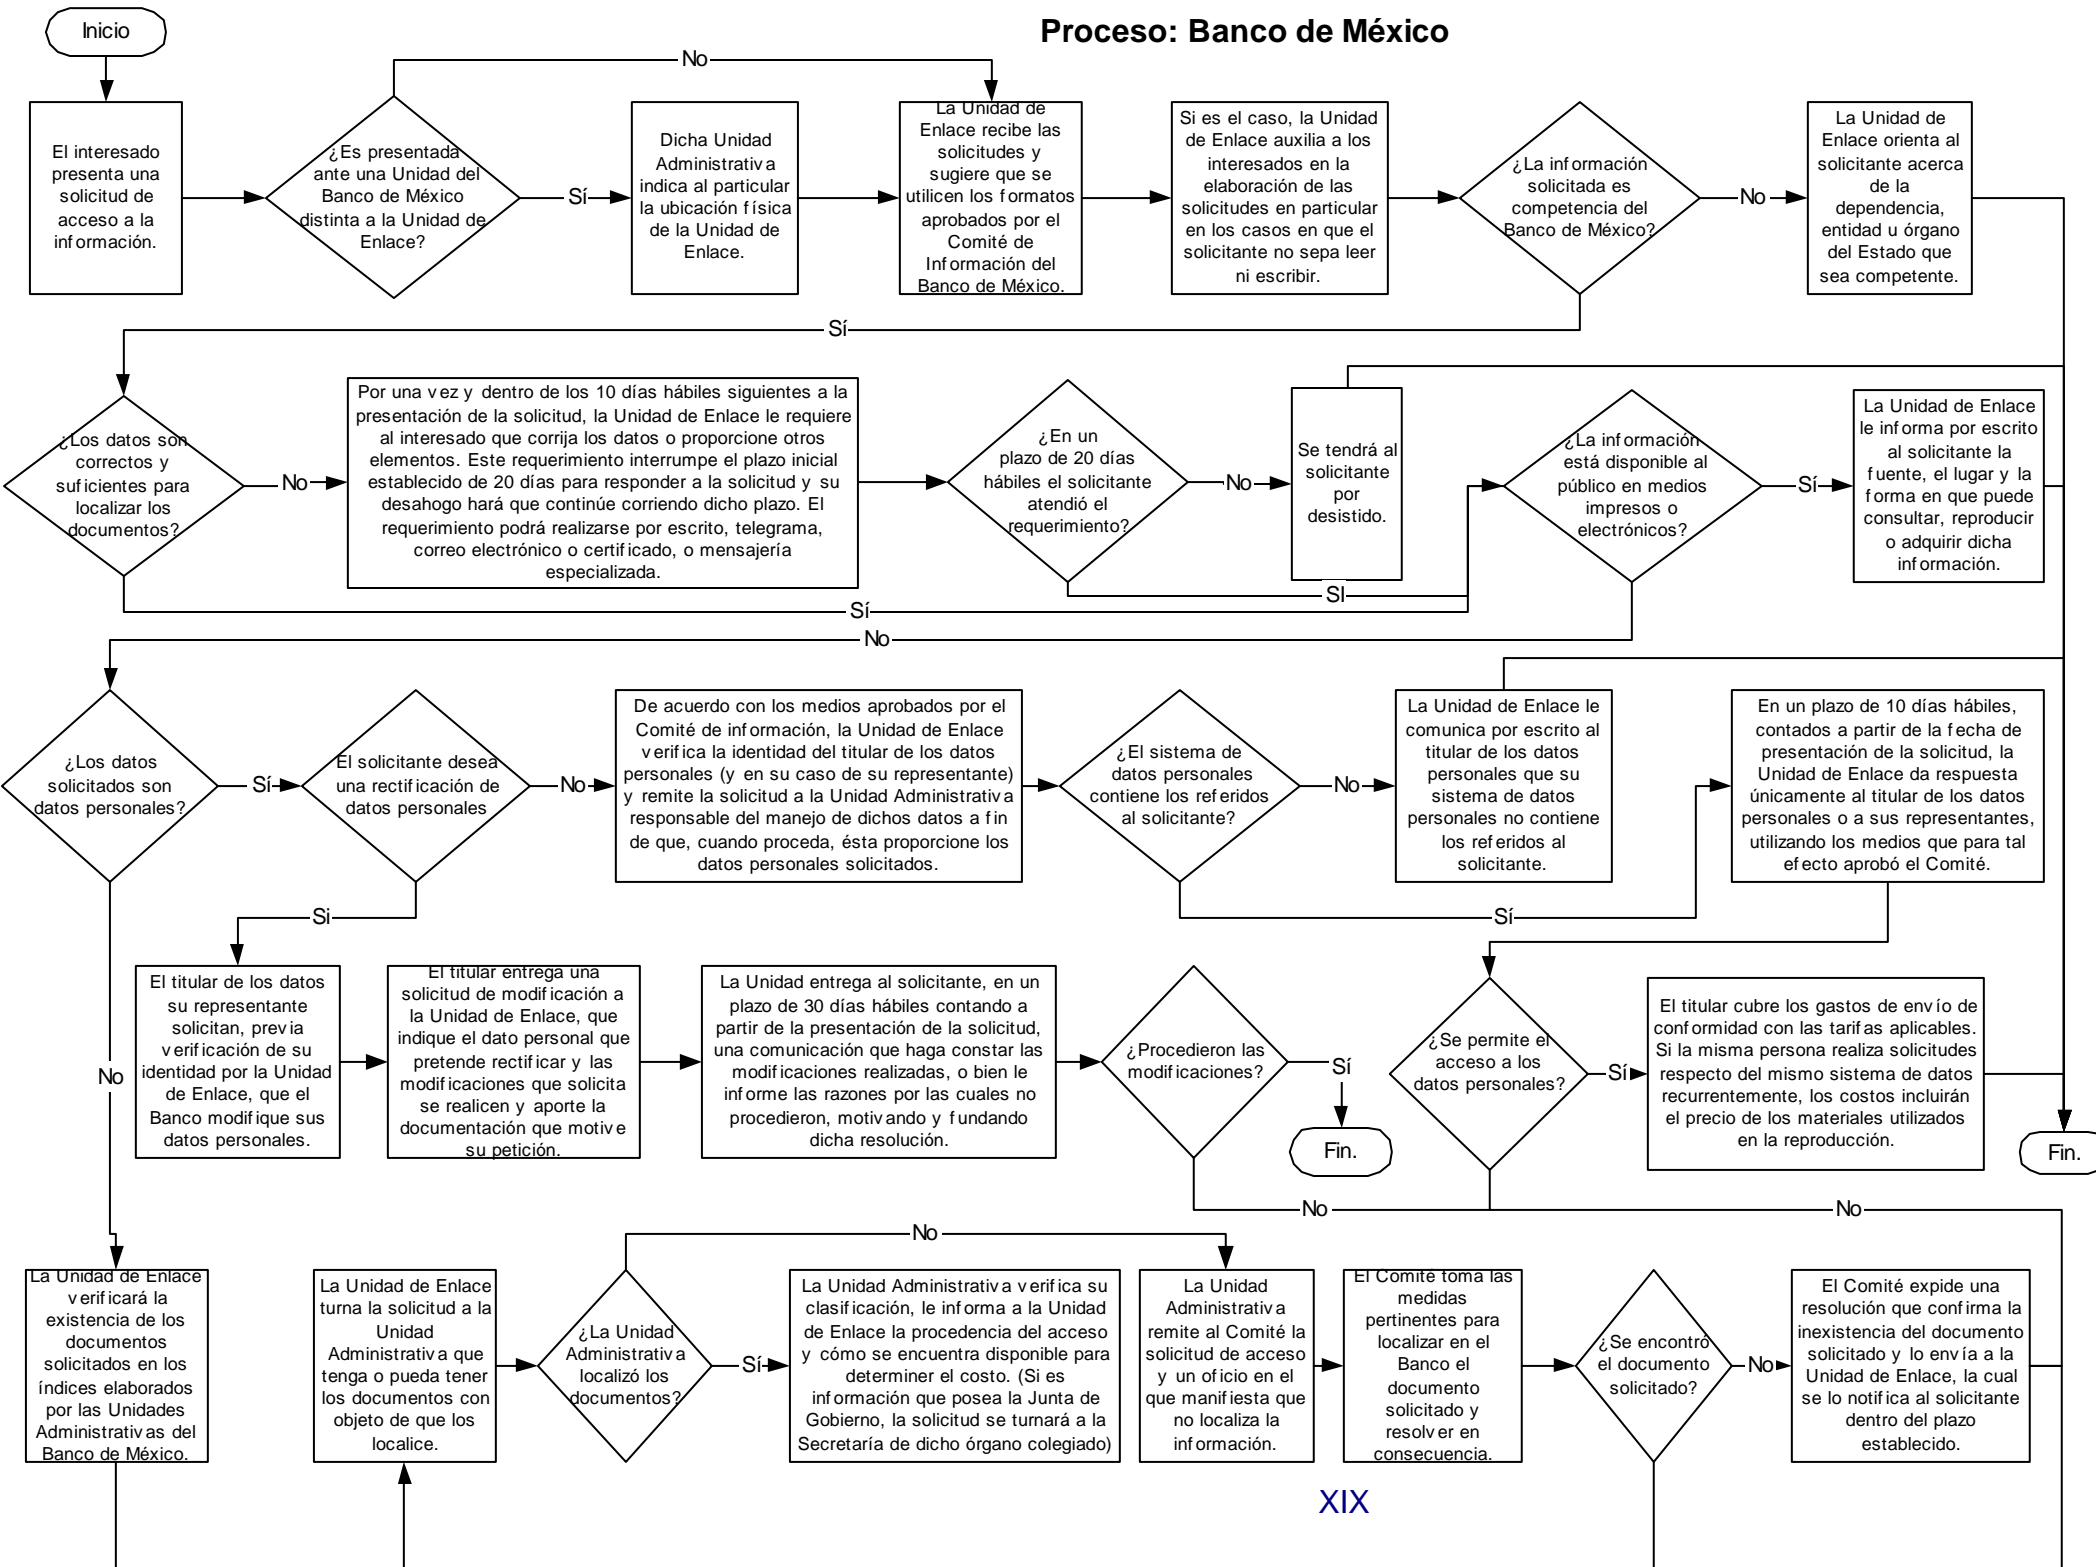 Proceso: Banco de México
Inicio
No
El interesado
presenta una
solicitud de
acceso a la
información.
¿Es presentada
ante una Unidad del
Banco de México
distinta a la Unidad de
Enlace?
Sí
Dicha Unidad
Administrativa
indica al particular
la ubicación física
de la Unidad de
Enlace.
La Unidad de
Enlace recibe las
solicitudes y
sugiere que se
utilicen los formatos
aprobados por el
Comité de
Información del
Banco de México.
Si es el caso, la Unidad
de Enlace auxilia a los
interesados en la
elaboración de las
solicitudes en particular
en los casos en que el
solicitante no sepa leer
ni escribir.
¿La información
solicitada es
competencia del
Banco de México?
No
La Unidad de
Enlace orienta al
solicitante acerca
de la
dependencia,
entidad u órgano
del Estado que
sea competente.
Sí
¿Los datos son
correctos y
suficientes para
localizar los
documentos?
No
Por una vez y dentro de los 10 días hábiles siguientes a la
presentación de la solicitud, la Unidad de Enlace le requiere
al interesado que corrija los datos o proporcione otros
elementos. Este requerimiento interrumpe el plazo inicial
establecido de 20 días para responder a la solicitud y su
desahogo hará que continúe corriendo dicho plazo. El
requerimiento podrá realizarse por escrito, telegrama,
correo electrónico o certificado, o mensajería
especializada.
¿En un
plazo de 20 días
hábiles el solicitante
atendió el
requerimiento?
No
Se tendrá al
solicitante
por
desistido.
¿La información
está disponible al
público en medios
impresos o
electrónicos?
Sí
La Unidad de Enlace
le informa por escrito
al solicitante la
fuente, el lugar y la
forma en que puede
consultar, reproducir
o adquirir dicha
información.
SI
Sí
No
¿Los datos
solicitados son
datos personales?
Sí
El solicitante desea
una rectificación de
datos personales
No
De acuerdo con los medios aprobados por el
Comité de información, la Unidad de Enlace
verifica la identidad del titular de los datos
personales (y en su caso de su representante)
y remite la solicitud a la Unidad Administrativa
responsable del manejo de dichos datos a fin
de que, cuando proceda, ésta proporcione los
datos personales solicitados.
¿El sistema de
datos personales
contiene los referidos
al solicitante?
No
La Unidad de Enlace le
comunica por escrito al
titular de los datos
personales que su
sistema de datos
personales no contiene
los referidos al
solicitante.
En un plazo de 10 días hábiles,
contados a partir de la fecha de
presentación de la solicitud, la
Unidad de Enlace da respuesta
únicamente al titular de los datos
personales o a sus representantes,
utilizando los medios que para tal
efecto aprobó el Comité.
Si
Sí
El titular de los datos
su representante
solicitan, previa
verificación de su
identidad por la Unidad
de Enlace, que el
Banco modifique sus
datos personales.
El titular entrega una
solicitud de modificación a
la Unidad de Enlace, que
indique el dato personal que
pretende rectificar y las
modificaciones que solicita
se realicen y aporte la
documentación que motive
su petición.
La Unidad entrega al solicitante, en un
plazo de 30 días hábiles contando a
partir de la presentación de la solicitud,
una comunicación que haga constar las
modificaciones realizadas, o bien le
informe las razones por las cuales no
procedieron, motivando y fundando
dicha resolución.
¿Procedieron las
modificaciones?
Sí
Fin.
¿Se permite el
acceso a los
datos personales?
Sí
El titular cubre los gastos de envío de
conformidad con las tarifas aplicables.
Si la misma persona realiza solicitudes
respecto del mismo sistema de datos
recurrentemente, los costos incluirán
el precio de los materiales utilizados
en la reproducción.
Fin.
No
No
No
No
La Unidad de Enlace
verificará la
existencia de los
documentos
solicitados en los
índices elaborados
por las Unidades
Administrativas del
Banco de México.
La Unidad de Enlace
turna la solicitud a la
Unidad
Administrativa que
tenga o pueda tener
los documentos con
objeto de que los
localice.
¿La Unidad
Administrativa
localizó los
documentos?
Sí
La Unidad Administrativa verifica su
clasificación, le informa a la Unidad
de Enlace la procedencia del acceso
y cómo se encuentra disponible para
determiner el costo. (Si es
información que posea la Junta de
Gobierno, la solicitud se turnará a la
Secretaría de dicho órgano colegiado)
La Unidad
Administrativa
remite al Comité la
solicitud de acceso
y un oficio en el
que manifiesta que
no localiza la
información.
El Comité toma las
medidas
pertinentes para
localizar en el
Banco el
documento
solicitado y
resolver en
consecuencia.
¿Se encontró
el documento
solicitado?
No
El Comité expide una
resolución que confirma la
inexistencia del documento
solicitado y lo envía a la
Unidad de Enlace, la cual
se lo notifica al solicitante
dentro del plazo
establecido.
XIX